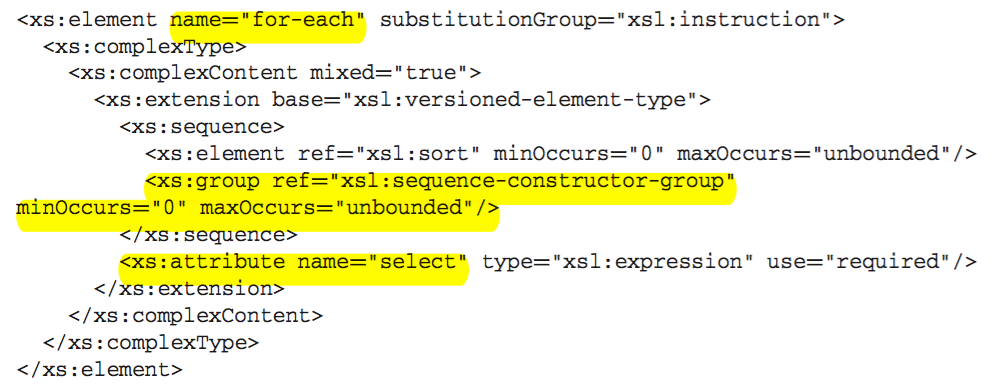 <xs:element name="for-each" substitutionGroup="xsl:instruction">
  <xs:complexType>
    <xs:complexContent mixed="true">
      <xs:extension base="xsl:versioned-element-type">
        <xs:sequence>
          <xs:element ref="xsl:sort" minOccurs="0" maxOccurs="unbounded"/>
          <xs:group ref="xsl:sequence-constructor-group"
minOccurs="0" maxOccurs="unbounded"/>
        </xs:sequence>
        <xs:attribute name="select" type="xsl:expression" use="required"/>
      </xs:extension>
    </xs:complexContent>
  </xs:complexType>
</xs:element>